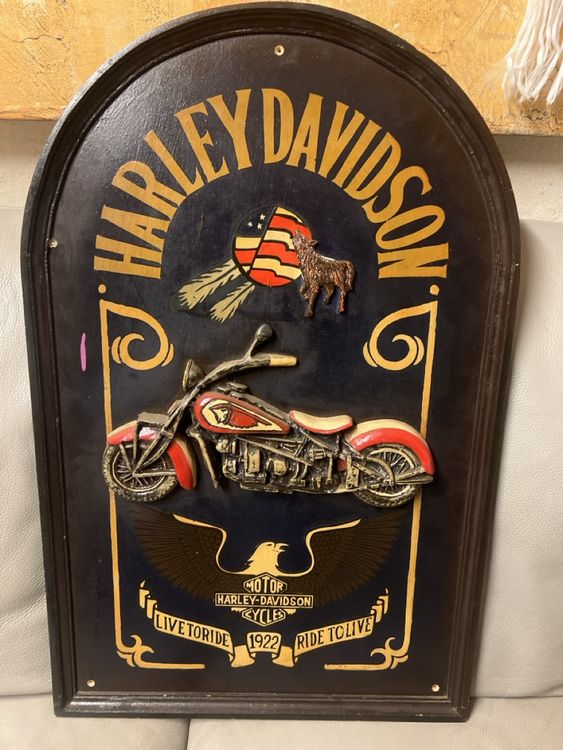 HARLEY DAVIDSON
MOTOR
HARLEY-DAVIDSON
CYCLES
LIVE TO RIDE 1922 RIDE TO LIVE